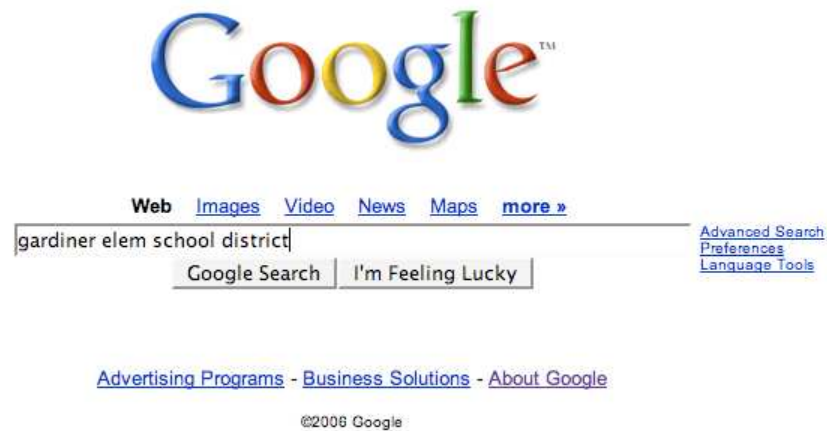 Google™
Web Images Video News Maps more »
gardiner elem school district
Advanced Search
Preferences
Language Tools
Google Search I'm Feeling Lucky
Advertising Programs - Business Solutions - About Google
©2006 Google